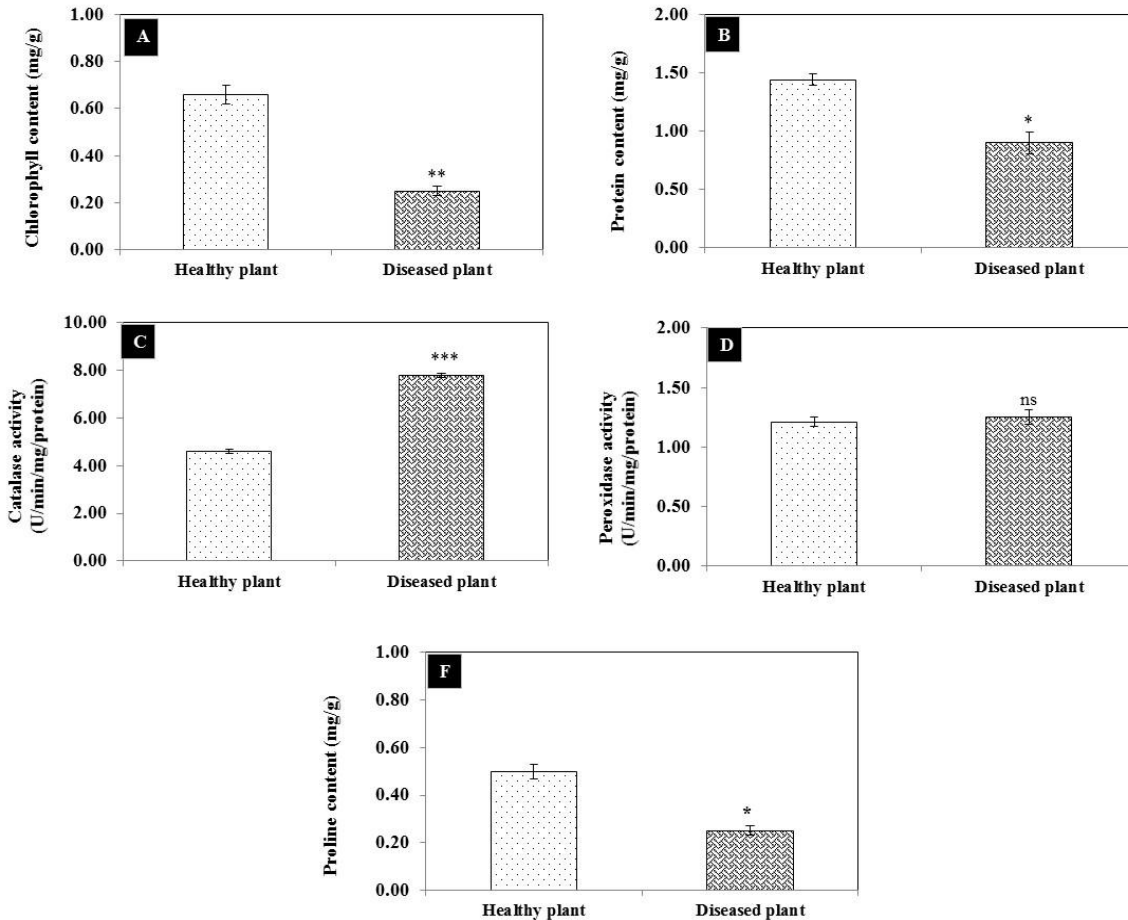 A
Chlorophyll content (mg/g)
1.00
0.80
0.60
0.40
0.20
0.00
**
Healthy plant
Diseased plant
B
Protein content (mg/g)
2.00
1.50
1.00
0.50
0.00
*
Healthy plant
Diseased plant
C
Catalase activity
(U/min/mg/protein)
10.00
8.00
6.00
4.00
2.00
0.00
***
Healthy plant
Diseased plant
D
Peroxidase activity
(U/min/mg/protein)
2.00
1.50
1.00
0.50
0.00
ns
Healthy plant
Diseased plant
F
Proline content (mg/g)
1.00
0.80
0.60
0.40
0.20
0.00
*
Healthy plant
Diseased plant